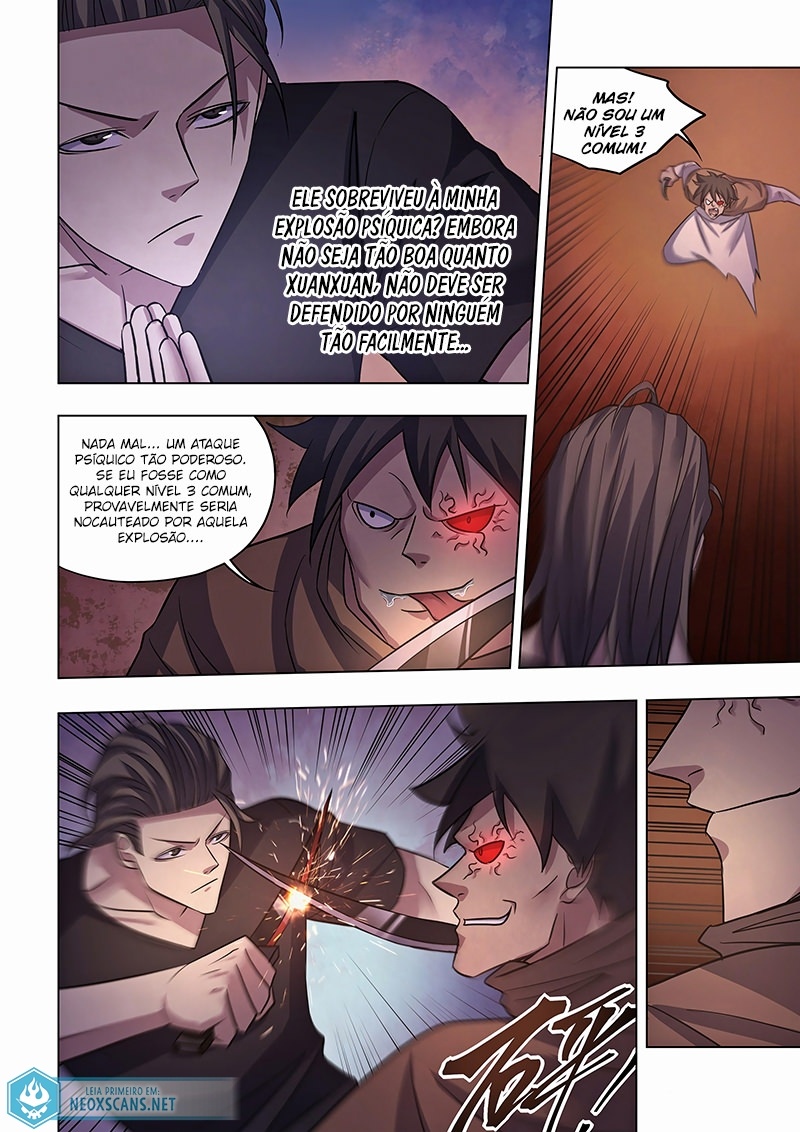 ELE SOBREVIVEU À MINHA
EXPLOSÃO PSÍQUICA? EMBORA
NÃO SEJA TÃO BOA QUANTO
XUANXUAN, NÃO DEVE SER
DEFENDIDO POR NINGUÉM
TÃO FACILMENTE...
MAS!
NÃO SOU UM
NÍVEL 3
COMUM!
NADA MAL... UM ATAQUE
PSÍQUICO TÃO PODEROSO.
SE EU FOSSE COMO
QUALQUER NÍVEL 3 COMUM,
PROVAVELMENTE SERIA
NOCAUTEADO POR AQUELA
EXPLOSÃO....
砰!
LEIA PRIMEIRO EM:
NEOXSCANS.NET